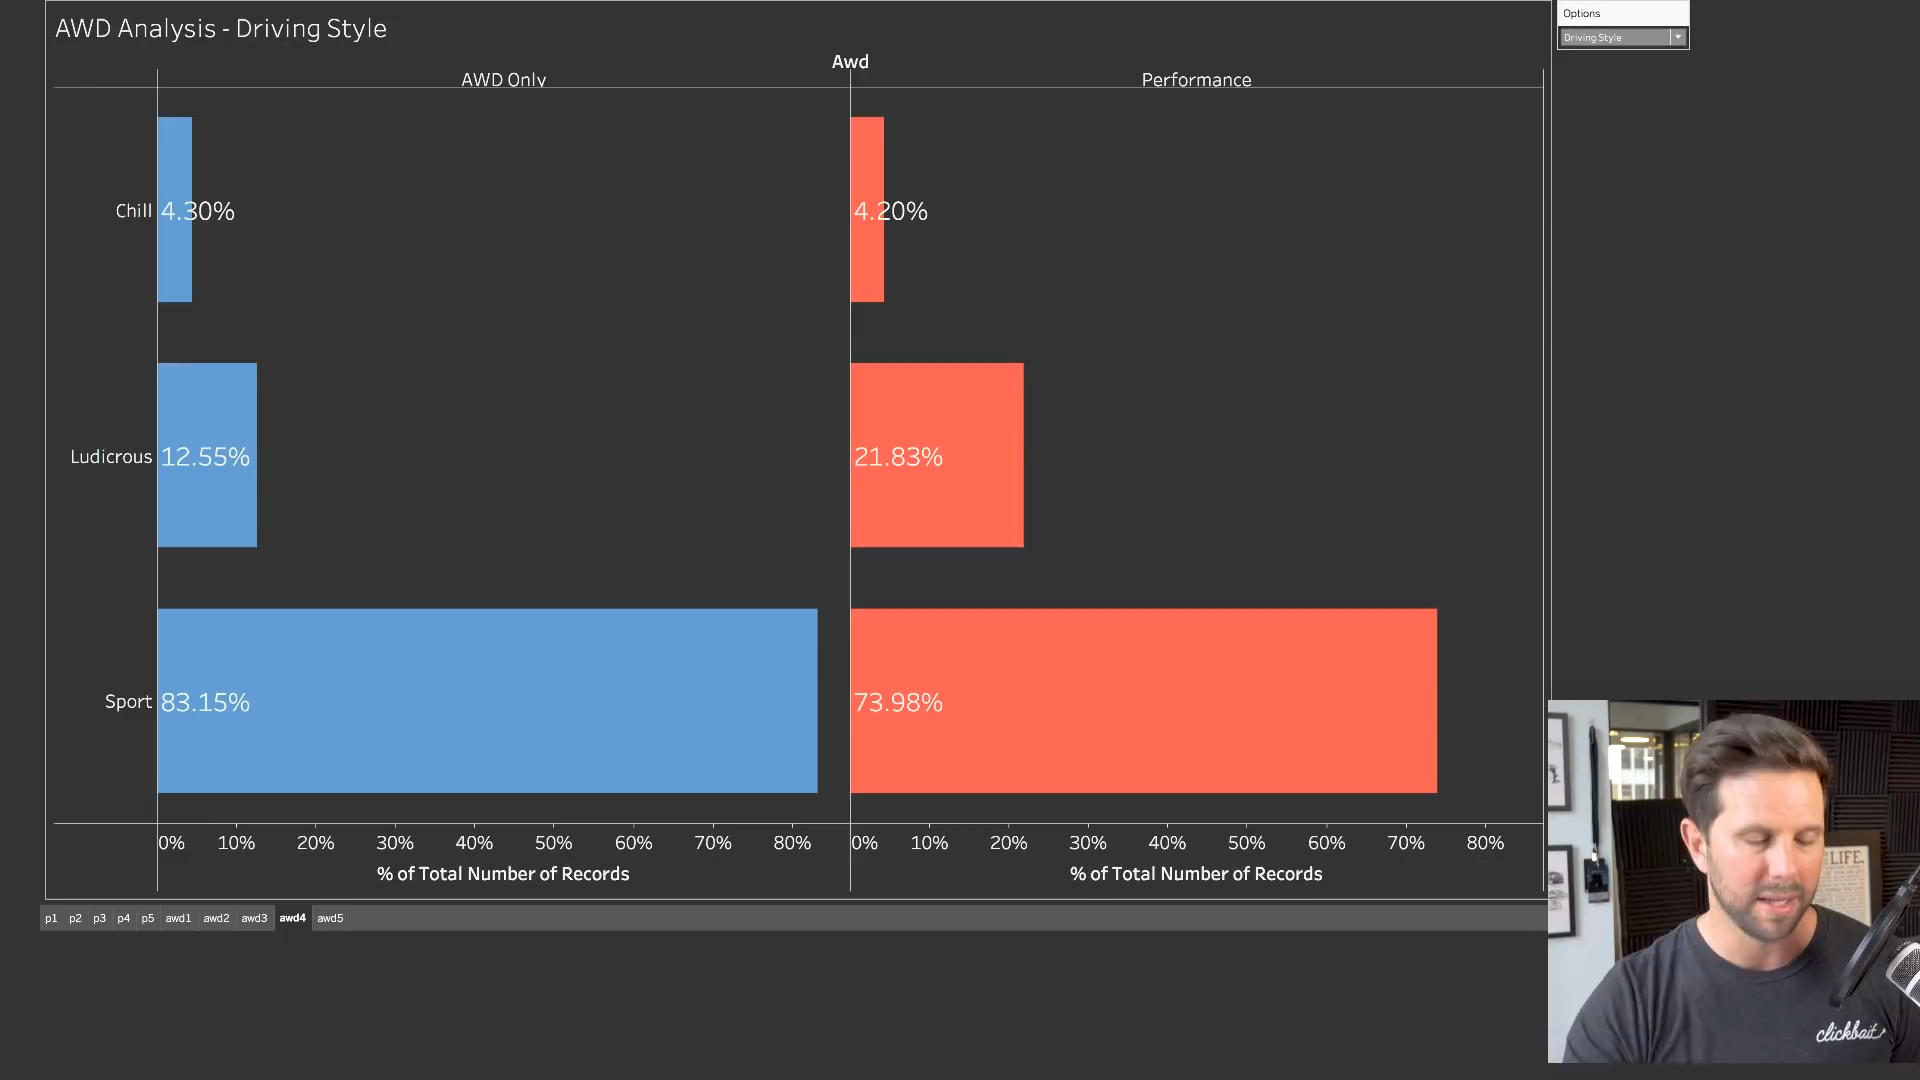 AWD Analysis - Driving Style
Options
Driving Style
Awd
AWD Only
Performance
Chill
4.30%
4.20%
Ludicrous
12.55%
21.83%
Sport
83.15%
73.98%
0% 10% 20% 30% 40% 50% 60% 70% 80%
0% 10% 20% 30% 40% 50% 60% 70% 80%
% of Total Number of Records
% of Total Number of Records
p1 p2 p3 p4 p5 awd1 awd2 awd3 awd4 awd5
LIFE.
clickbait